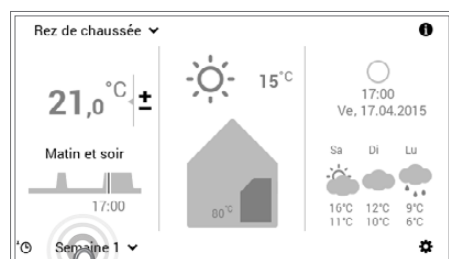 Rez de chaussée
21,0°C ±
Matin et soir
17:00
15°C
80°C
17:00
Ve, 17.04.2015
Sa Di Lu
16°C 12°C 9°C
11°C 10°C 6°C
Semaine 1